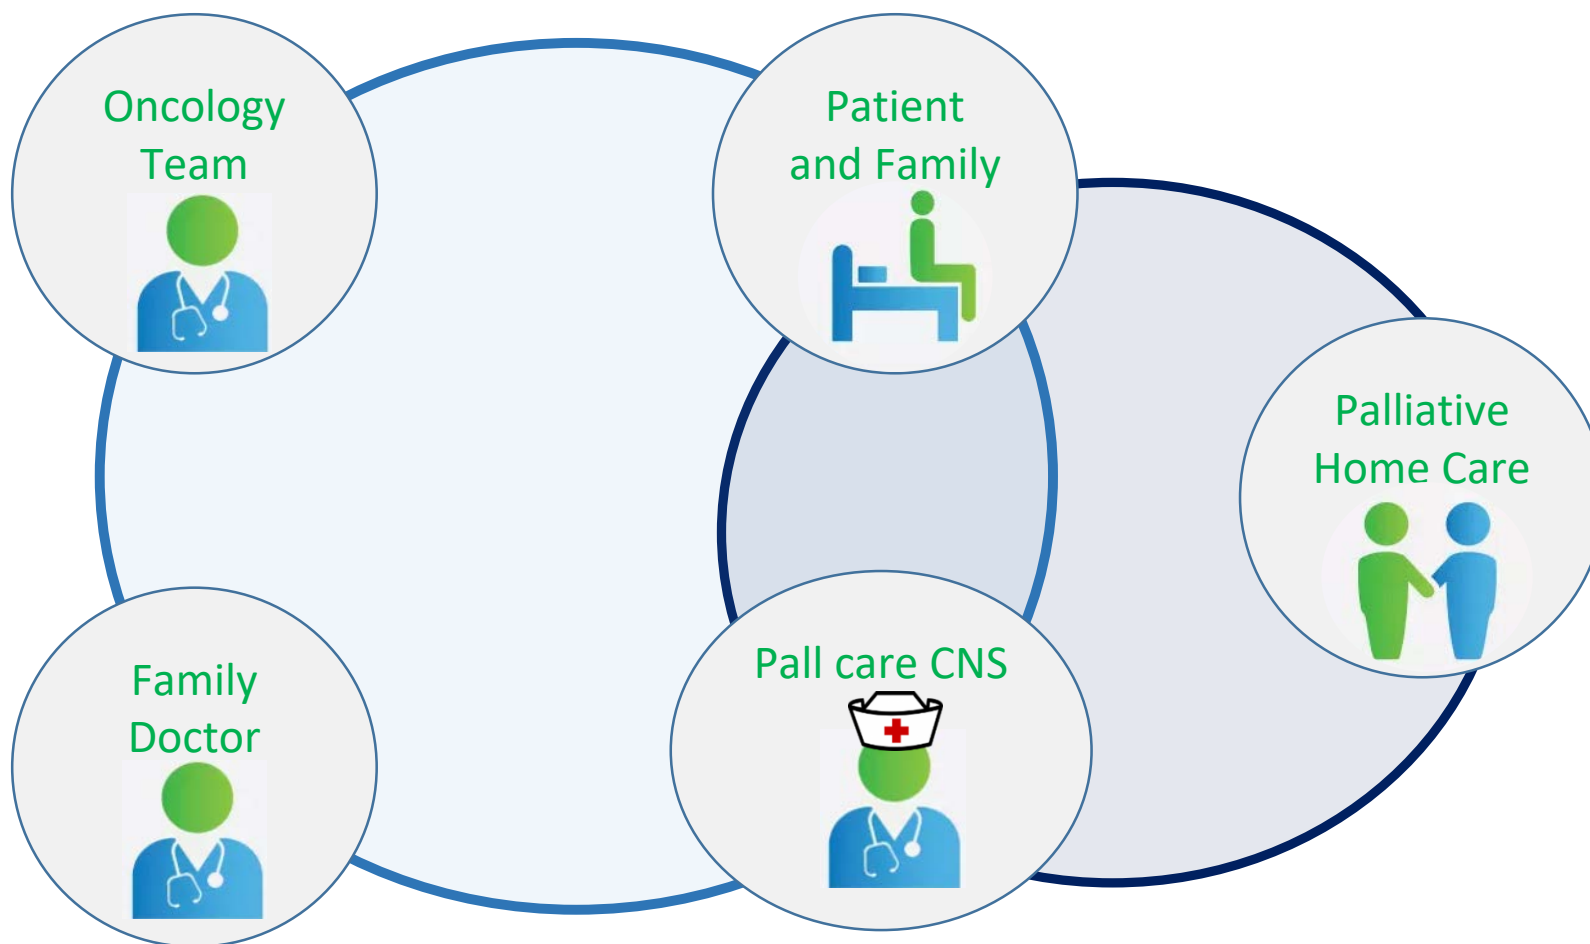 Oncology
Team
Patient
and Family
Palliative
Home Care
Family
Doctor
Pall care CNS